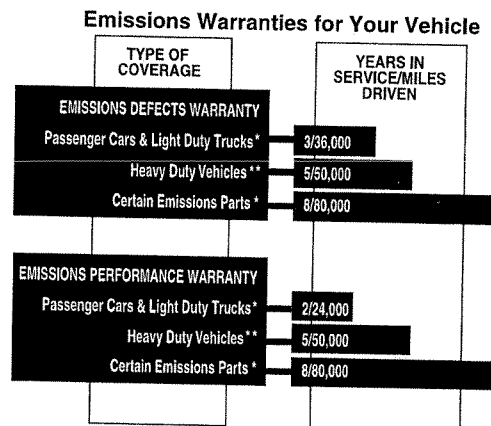 Emissions Warranties for Your Vehicle
TYPE OF
COVERAGE
YEARS IN
SERVICE/MILES
DRIVEN
EMISSIONS DEFECTS WARRANTY
Passenger Cars & Light Duty Trucks* 3/36,000
Heavy Duty Vehicles** 5/50,000
Certain Emissions Parts * 8/80,000
EMISSIONS PERFORMANCE WARRANTY
Passenger Cars & Light Duty Trucks* 2/24,000
Heavy Duty Vehicles** 5/50,000
Certain Emissions Parts * 8/80,000